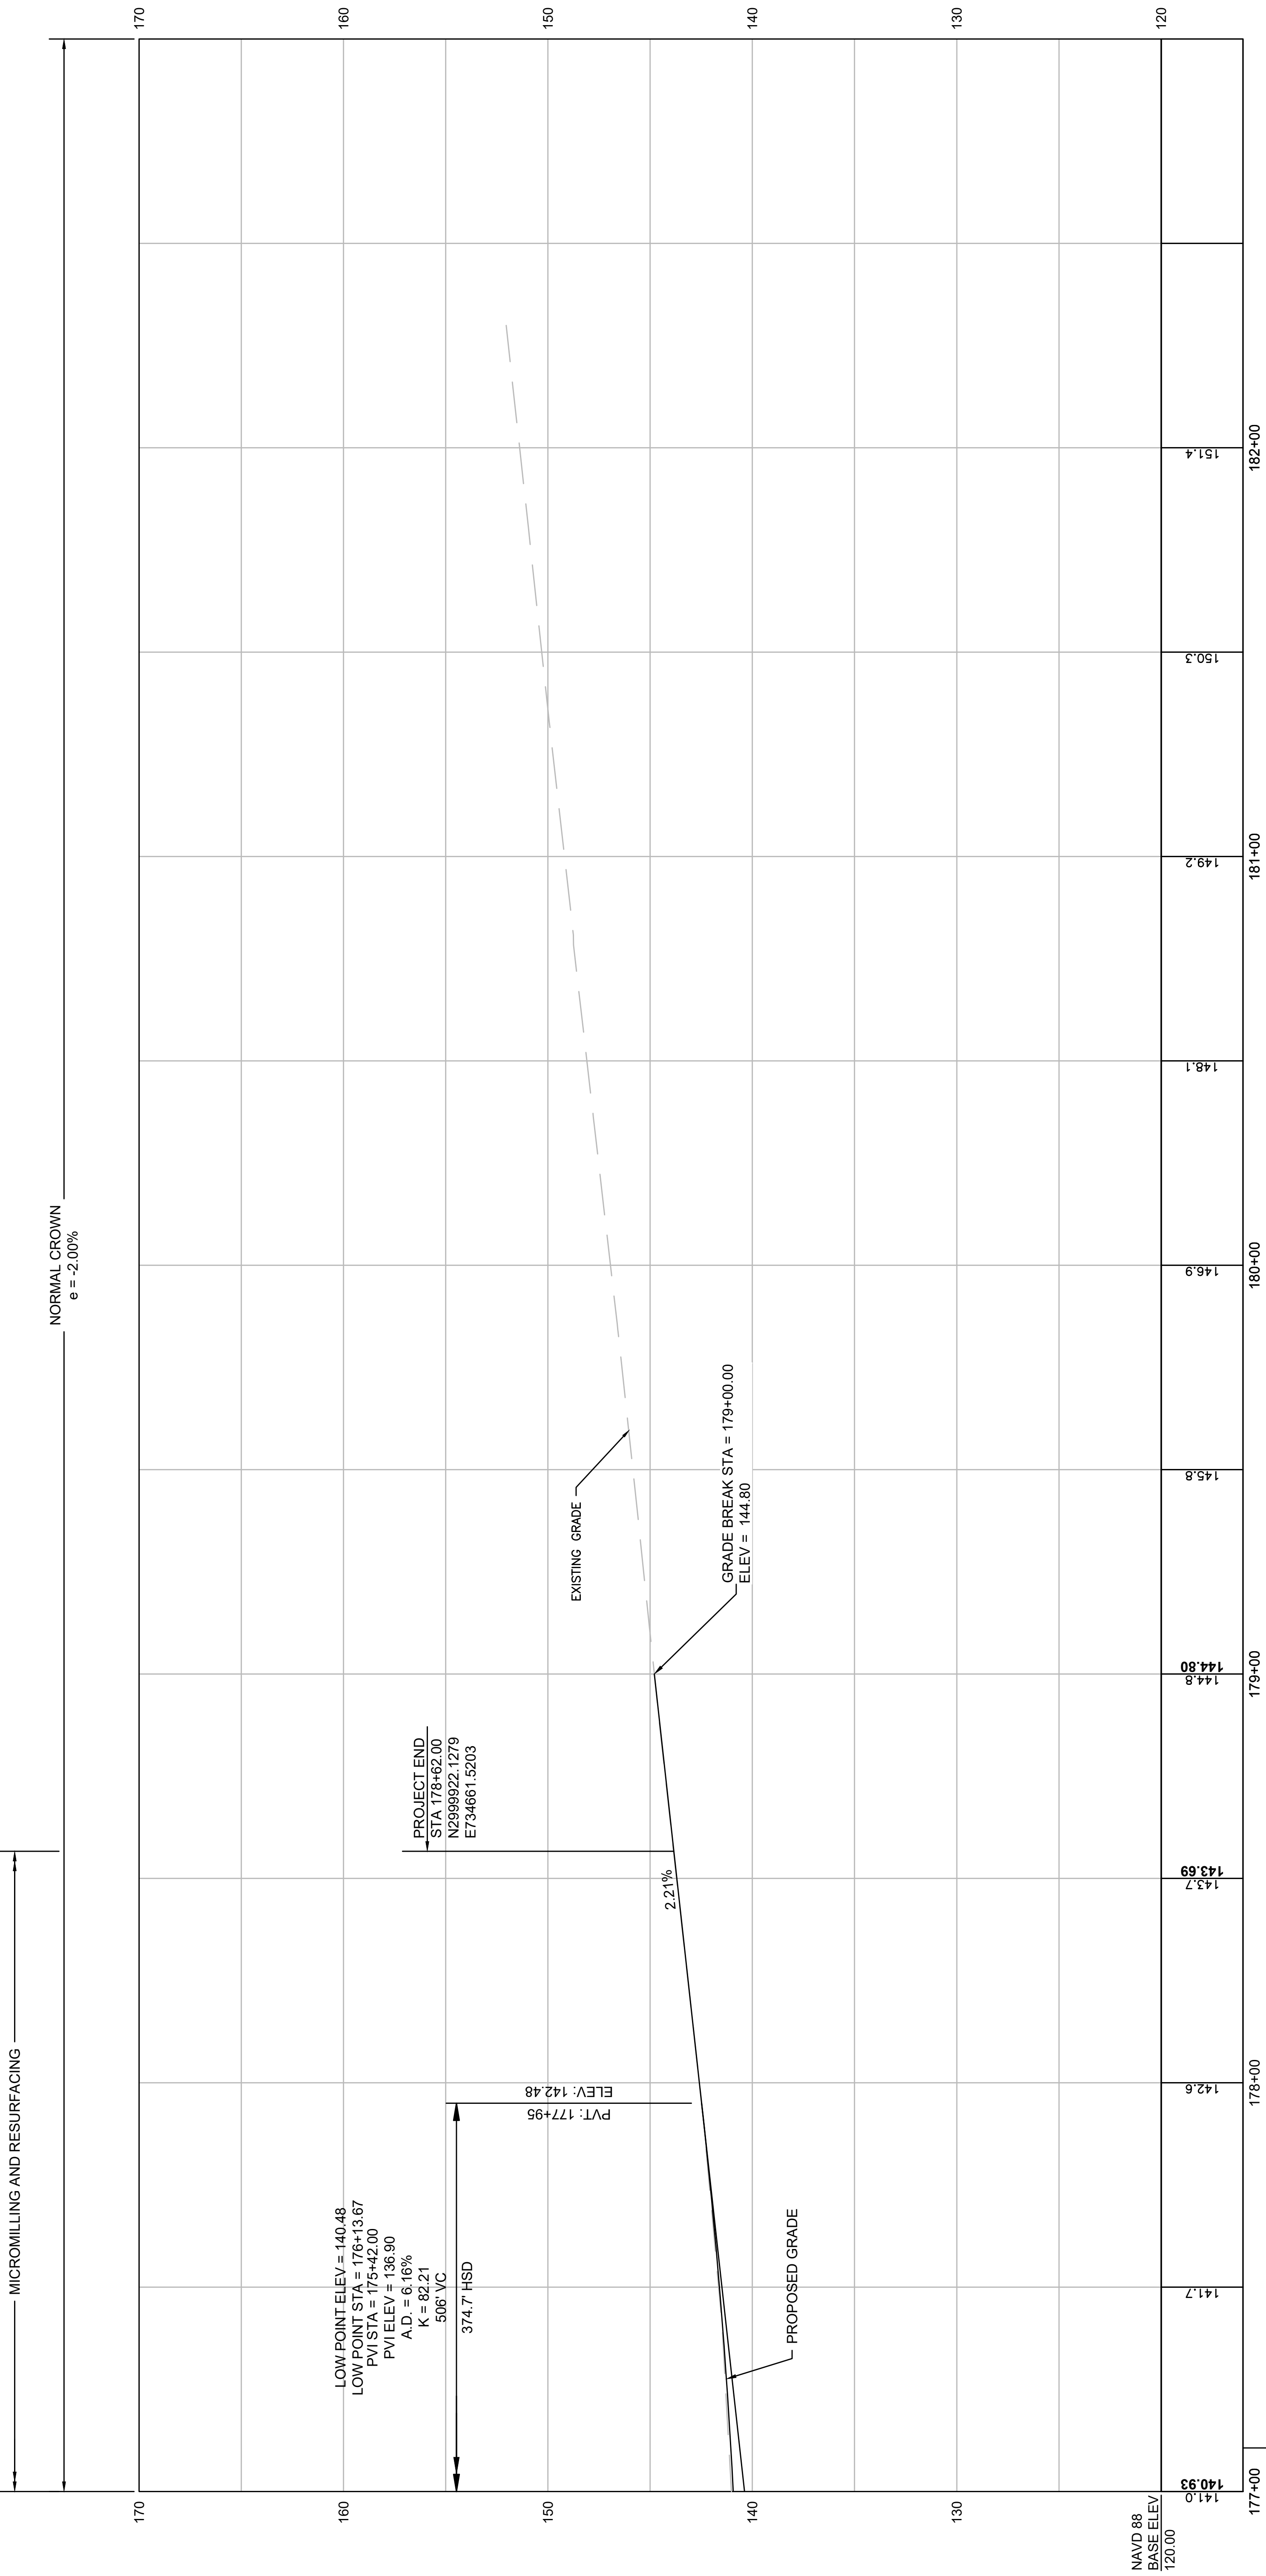 MICROMILLING AND RESURFACING
NORMAL CROWN
e = -2.00%
170
170
160
160
150
150
140
140
130
130
120
LOW POINT ELEV = 140.48
LOW POINT STA = 176+13.67
PVI STA = 175+42.00
PVI ELEV = 136.90
A.D. = 6.16%
K = 82.21
506' VC
374.7' HSD
PVT: 177+95
ELEV: 142.48
PROJECT END
STA 178+62.00
N2999922.1279
E734661.5203
2.21%
EXISTING GRADE
GRADE BREAK STA = 179+00.00
ELEV = 144.80
PROPOSED GRADE
NAVD 88
BASE ELEV
120.00
141.0
140.93
141.7
142.6
143.7
143.69
144.8
144.80
145.8
146.9
148.1
149.2
150.3
151.4
177+00
178+00
179+00
180+00
181+00
182+00